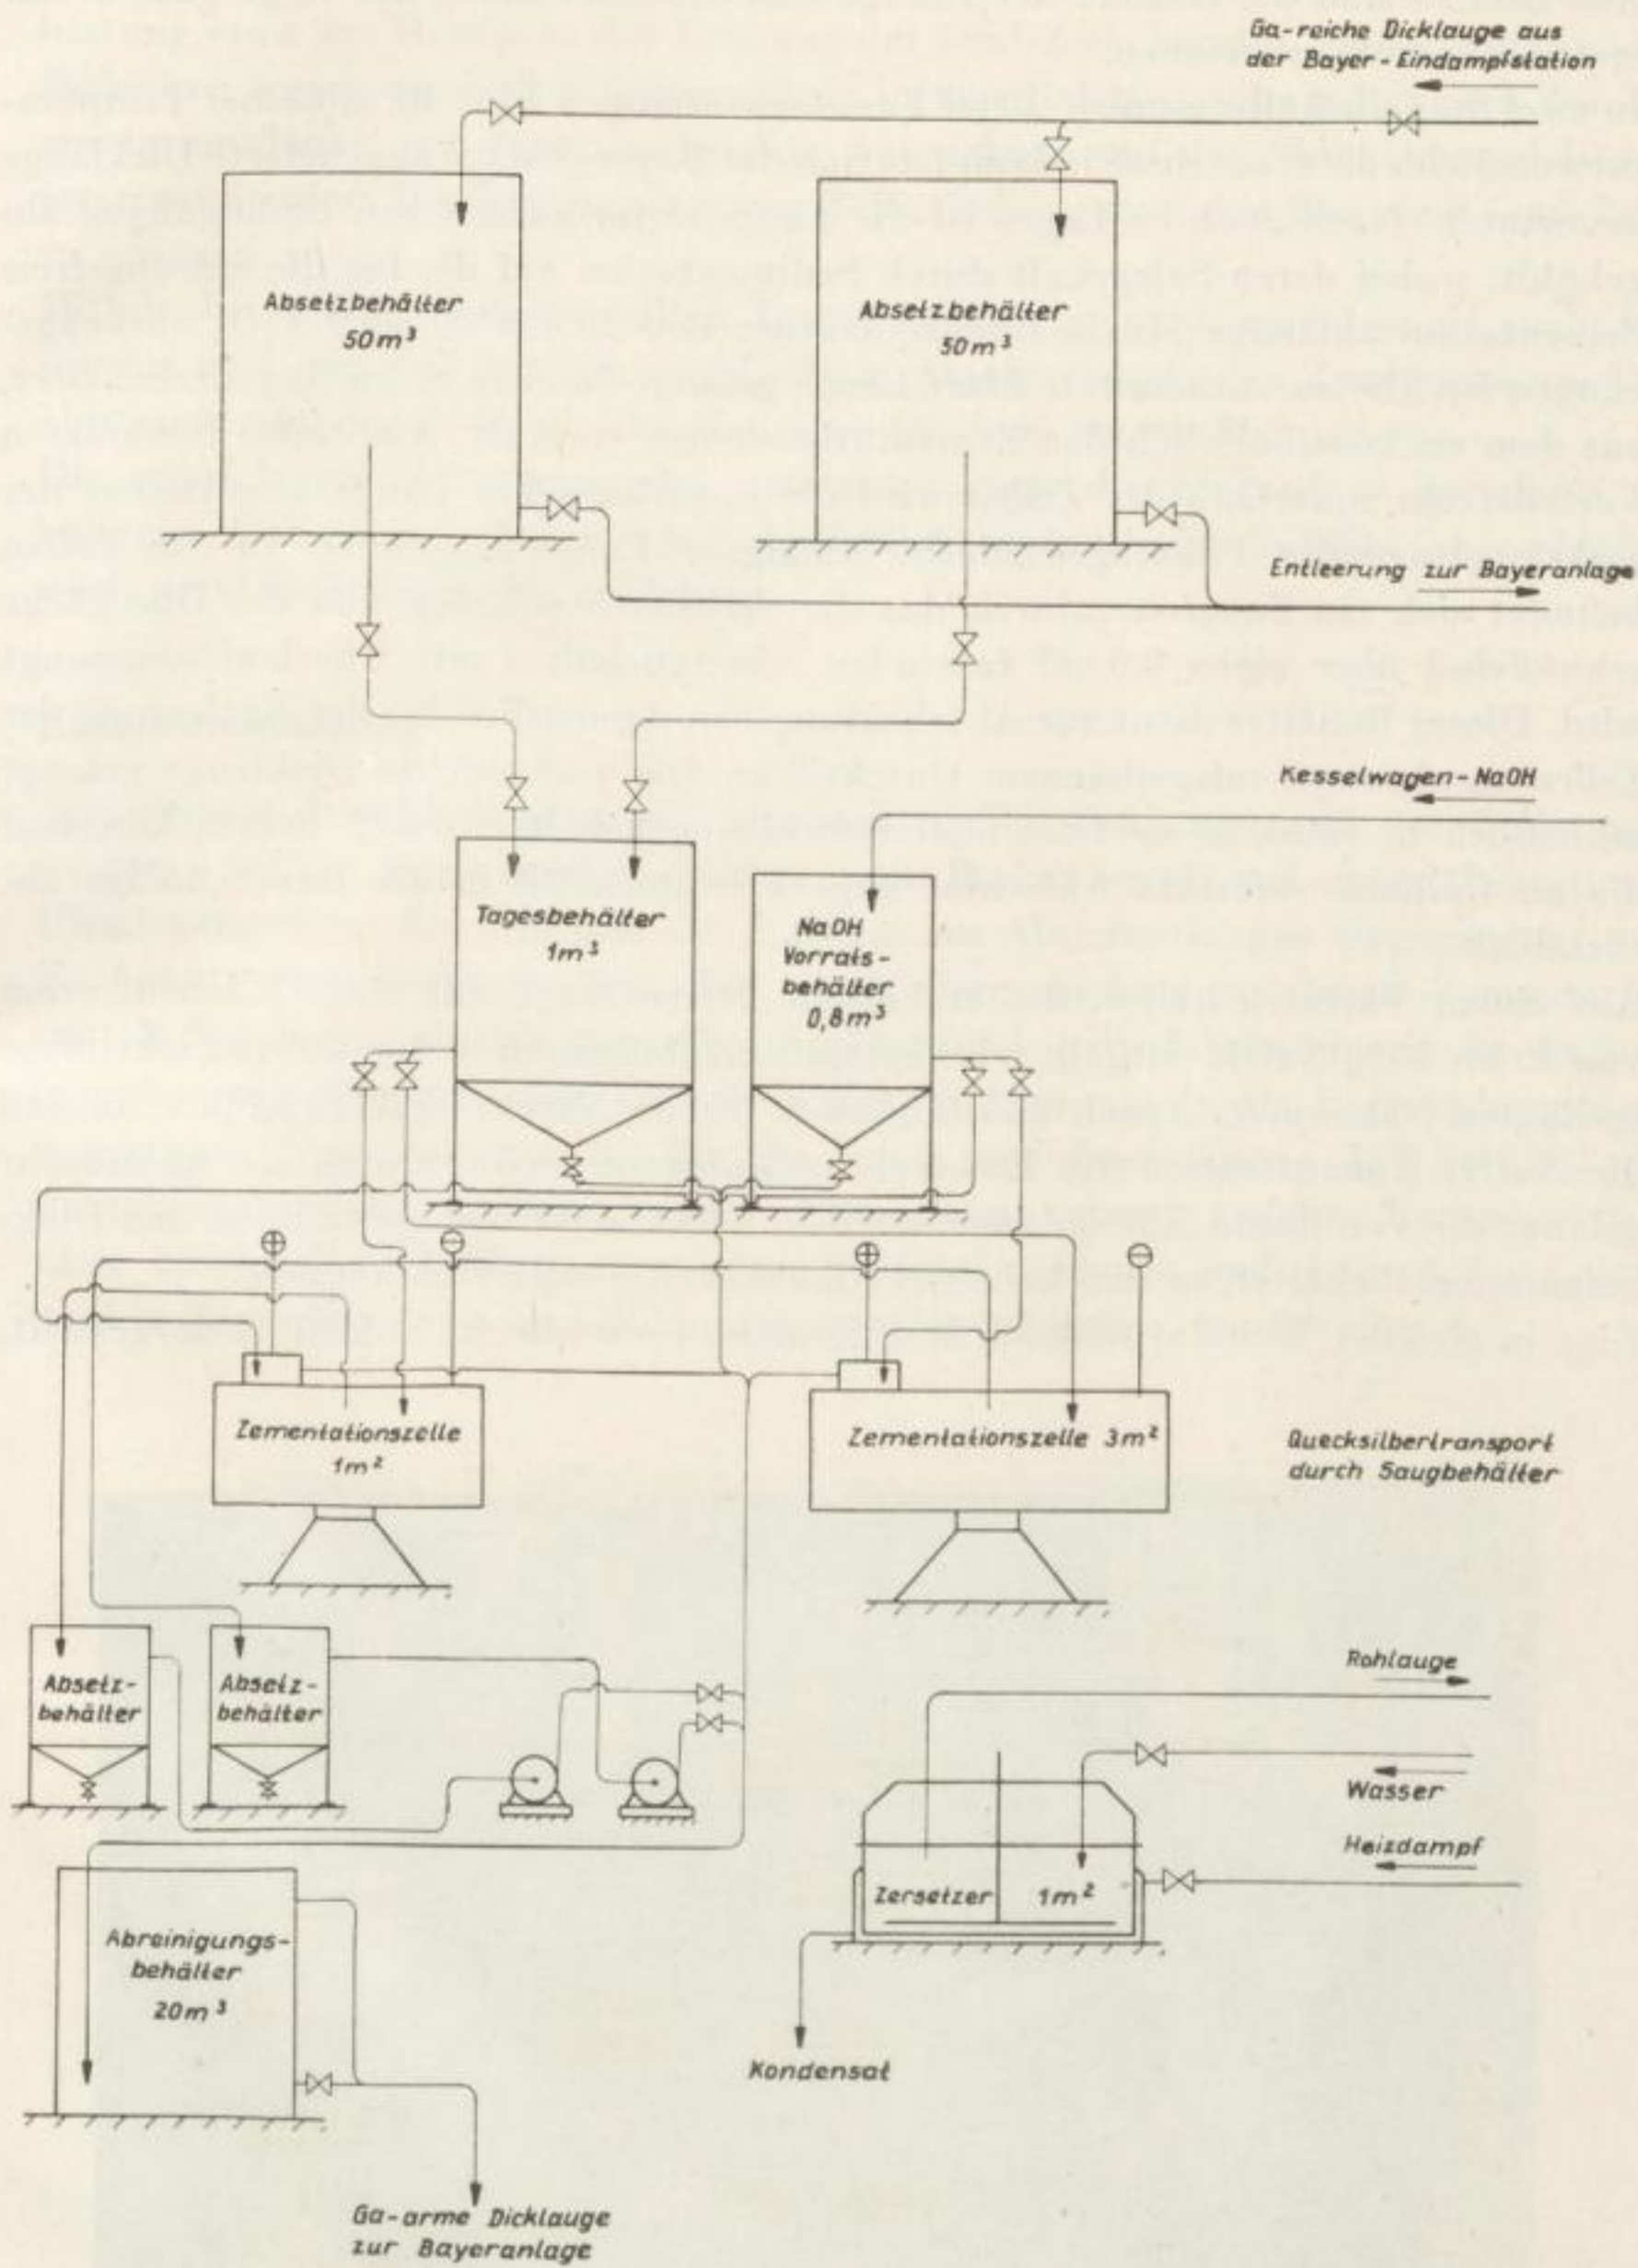 Ga-reiche Dicklauge aus
der Bayer-Eindampfstation
Absetzbehälter
50m³
Absetzbehälter
50m³
Entleerung zur Bayeranlage
Kesselwagen-NaOH
Tagesbehälter
1m³
NaOH
Vorrats-
behälter
0,8m³
+
−
+
−
Zementationszelle
1m²
Zementationszelle 3m²
Quecksilbertransport
durch Saugbehälter
Absetz-
behälter
Absetz-
behälter
Rohlauge
Wasser
Heizdampf
Zersetzer 1m²
Abreinigungs-
behälter
20m³
Kondensat
Ga-arme Dicklauge
zur Bayeranlage